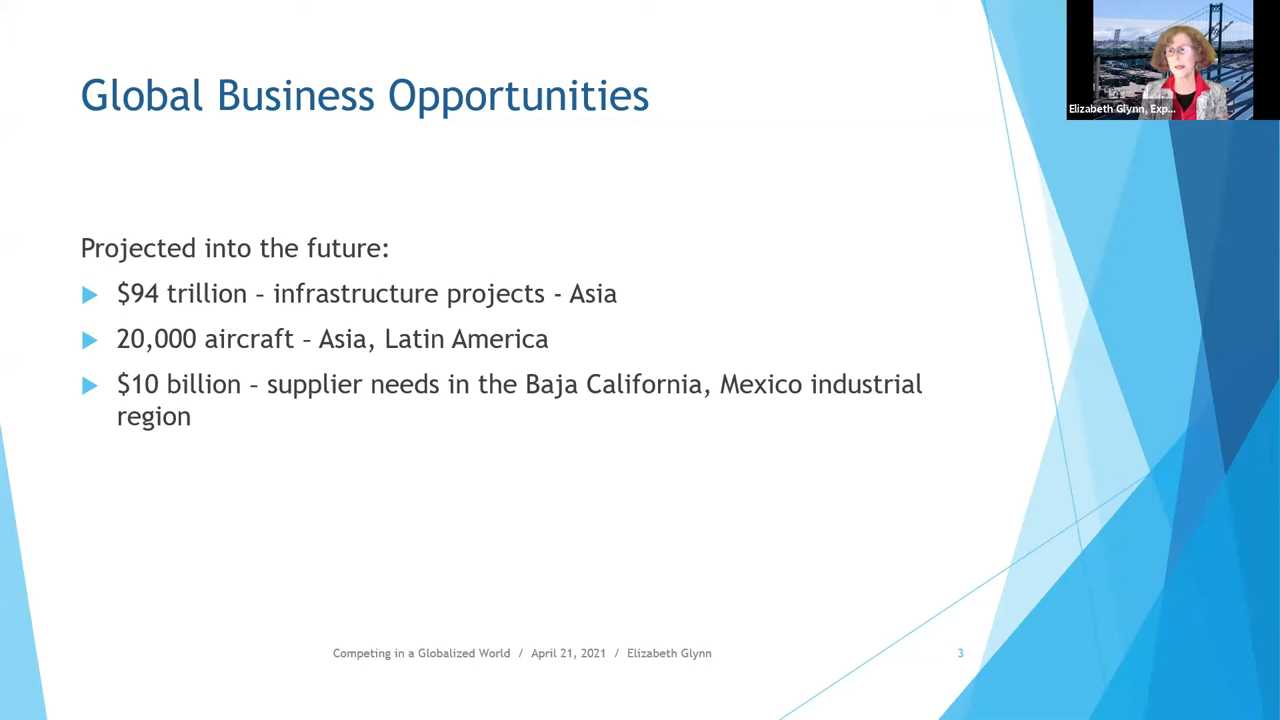 Global Business Opportunities
Elizabeth Glynn, Exp...
Projected into the future:
$94 trillion – infrastructure projects - Asia
20,000 aircraft – Asia, Latin America
$10 billion – supplier needs in the Baja California, Mexico industrial
region
Competing in a Globalized World / April 21, 2021 / Elizabeth Glynn
3